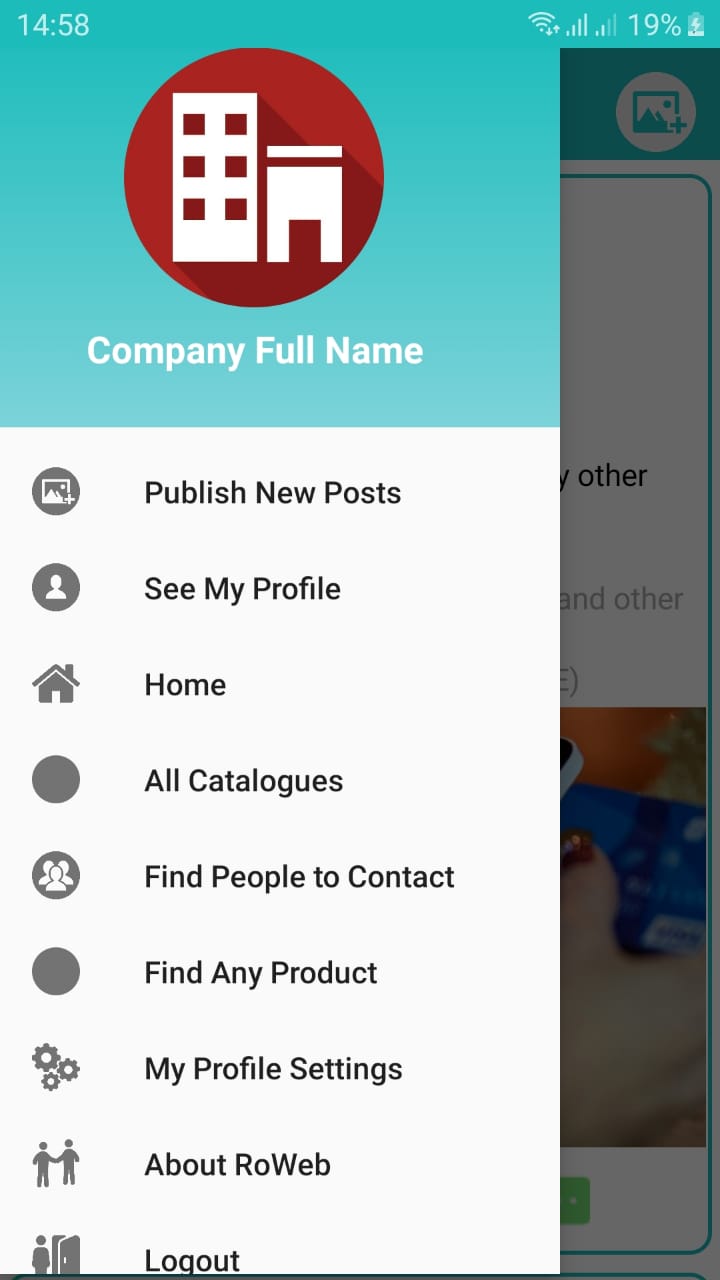 14:58
19%
Company Full Name
Publish New Posts
See My Profile
Home
All Catalogues
Find People to Contact
Find Any Product
My Profile Settings
About RoWeb
Logout
other
and other